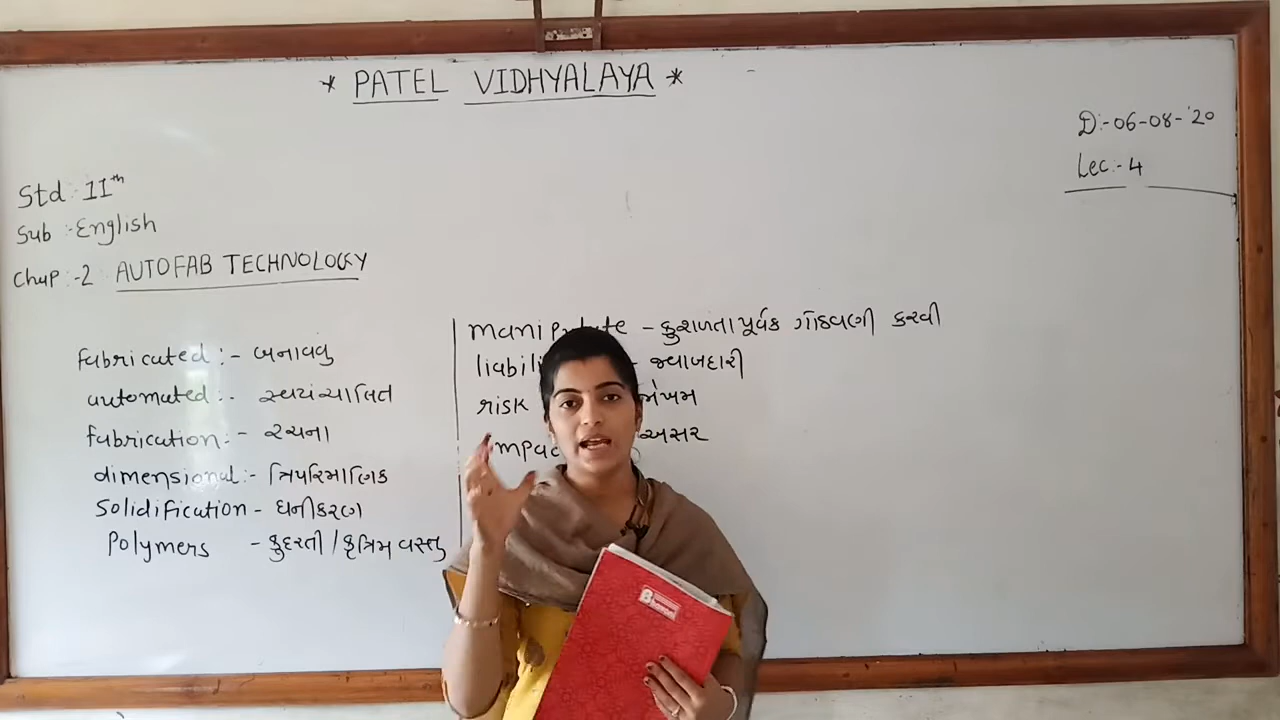 * PATEL VIDHYALAYA *
D:-06-08-'20
Lec:- 4
Std : 11th
Sub :- English
Chap :-2 : AUTOFAB TECHNOLOGY
fabricated :- બનાવવુ
automated :- સ્વયંચાલિત
fabrication :- રચના
dimensional :- ત્રિપરિમાણિક
Solidification - ઘનીકરણ
Polymers - કુદરતી / કૃત્રિમ વસ્તુ
- કુશળતાપૂર્વક ગોઠવણી કરવી
- જવાબદારી
risk
અસર